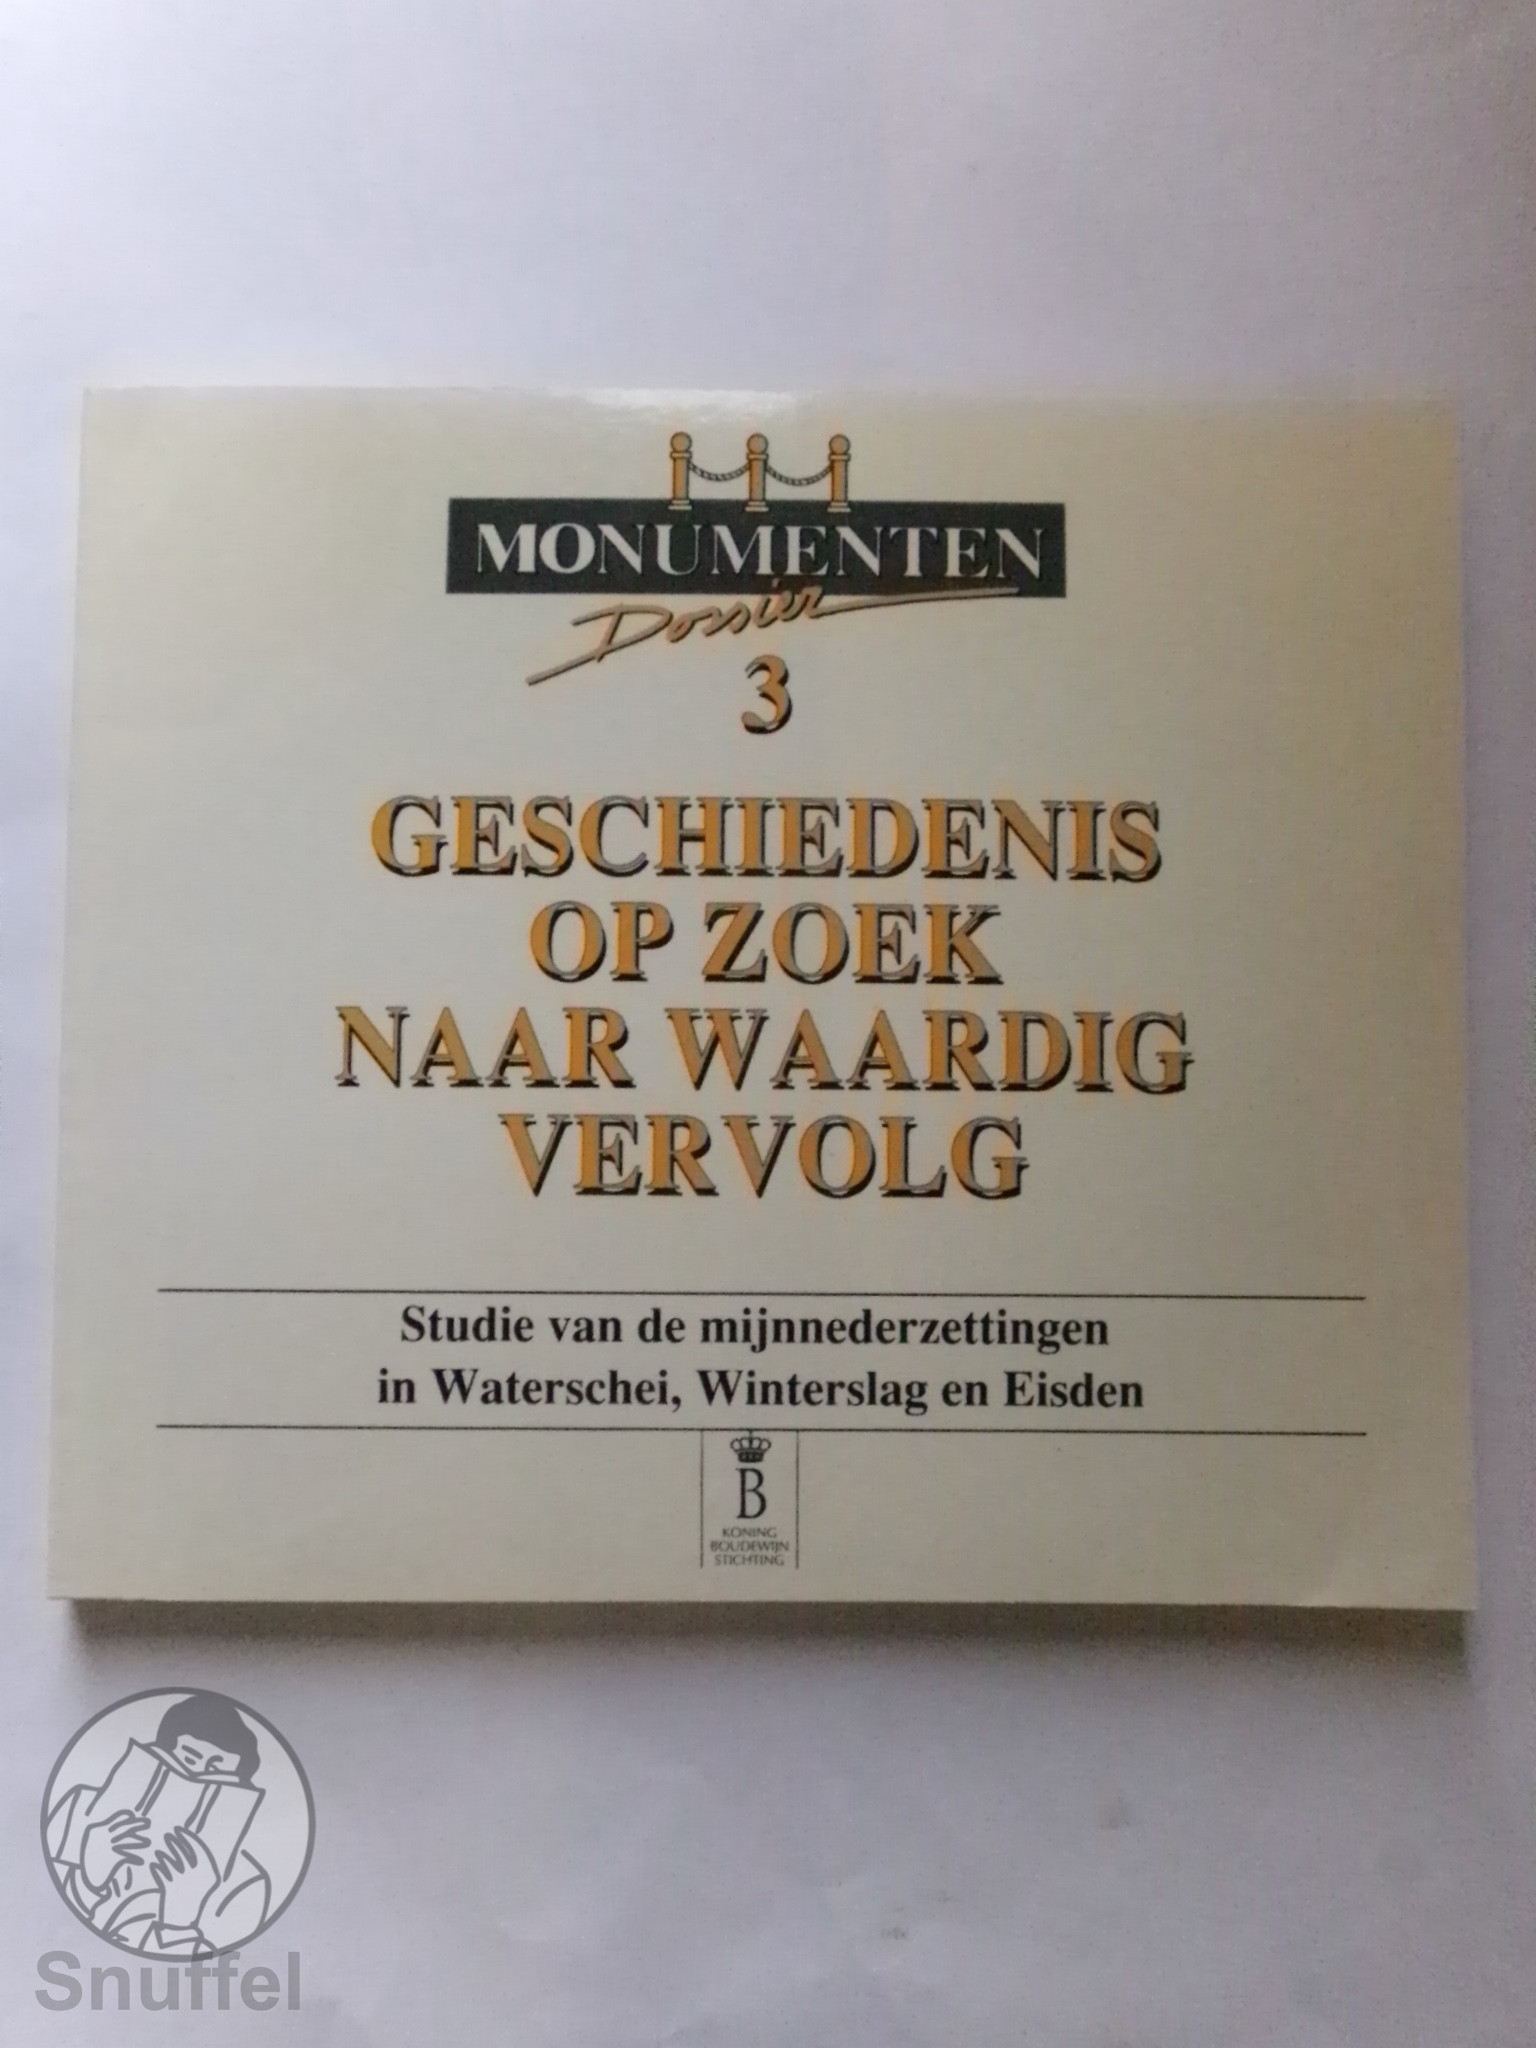 MONUMENTEN
Dossier
3
GESCHIEDENIS
OP ZOEK
NAAR WAARDIG
VERVOLG
Studie van de mijnnederzettingen
in Waterschei, Winterslag en Eisden
B
KONING
BOUDEWIJN
STICHTING
Snuffel